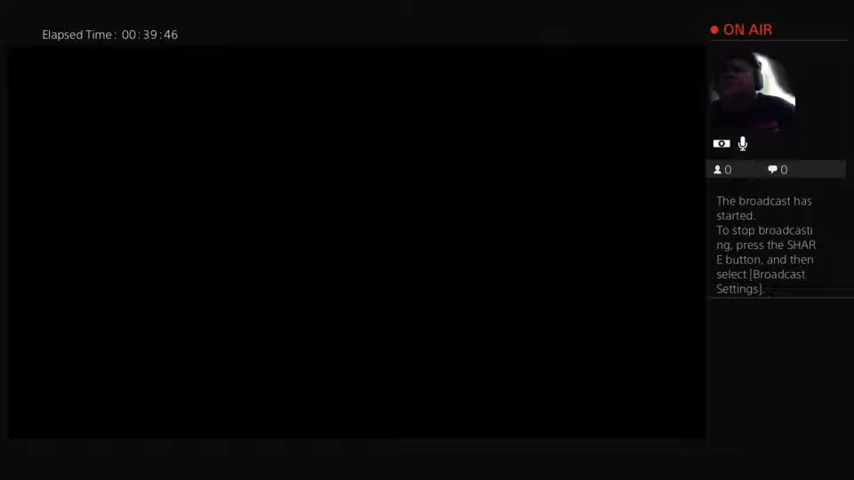 Elapsed Time: 00:39:46
ON AIR
0 0
The broadcast has
started.
To stop broadcasti
ng, press the SHAR
E button, and then
select [Broadcast
Settings].